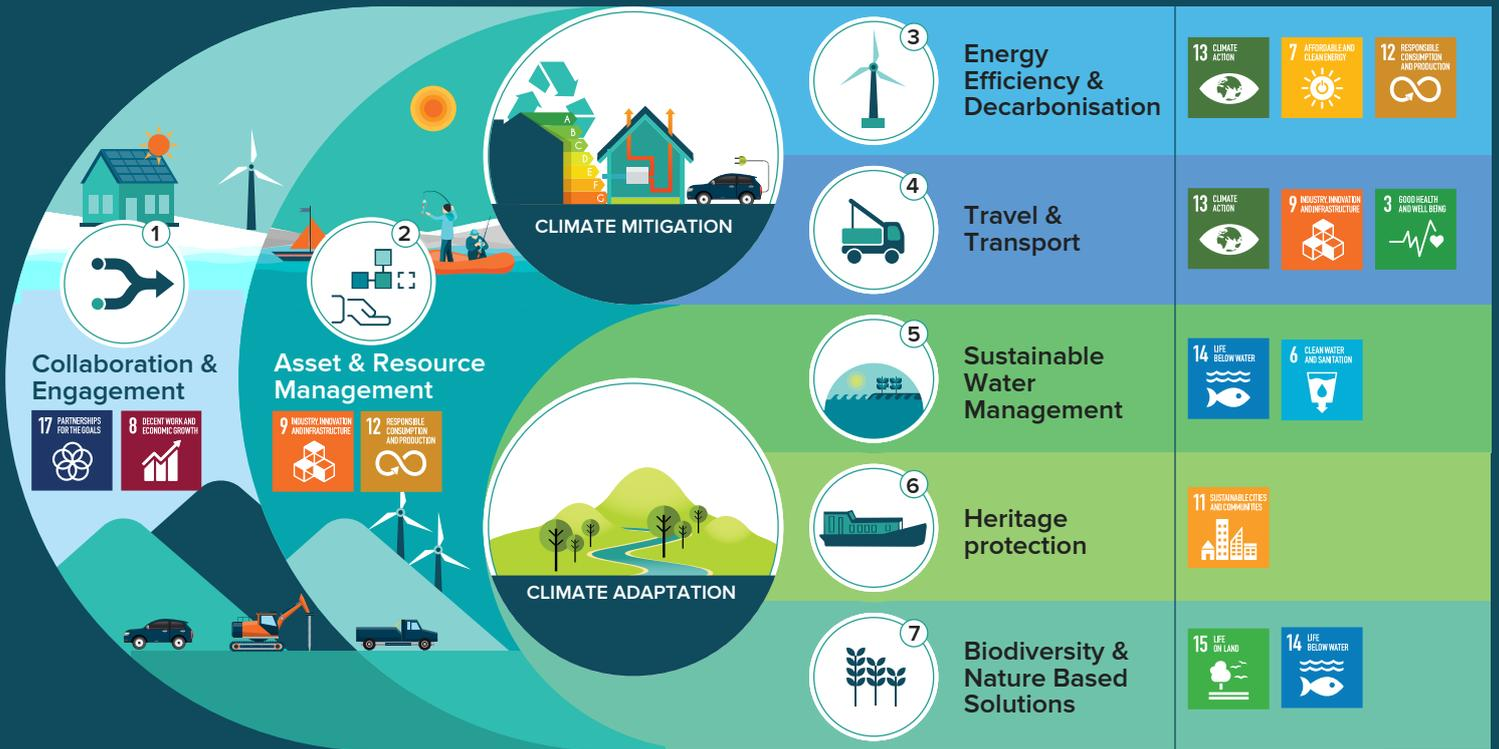 1
Collaboration &
Engagement
17 PARTNERSHIPS
FOR THE GOALS
8 DECENT WORK AND
ECONOMIC GROWTH
2
Asset & Resource
Management
9 INDUSTRY, INNOVATION
AND INFRASTRUCTURE
12 RESPONSIBLE
CONSUMPTION
AND PRODUCTION
A
B
C
D
E
F
G
CLIMATE MITIGATION
CLIMATE ADAPTATION
3
Energy
Efficiency &
Decarbonisation
13 CLIMATE
ACTION
7 AFFORDABLE AND
CLEAN ENERGY
12 RESPONSIBLE
CONSUMPTION
AND PRODUCTION
4
Travel &
Transport
13 CLIMATE
ACTION
9 INDUSTRY, INNOVATION
AND INFRASTRUCTURE
3 GOOD HEALTH
AND WELL BEING
5
Sustainable
Water
Management
14 LIFE
BELOW WATER
6 CLEAN WATER
AND SANITATION
6
Heritage
protection
11 SUSTAINABLE CITIES
AND COMMUNITIES
7
Biodiversity &
Nature Based
Solutions
15 LIFE
ON LAND
14 LIFE
BELOW WATER